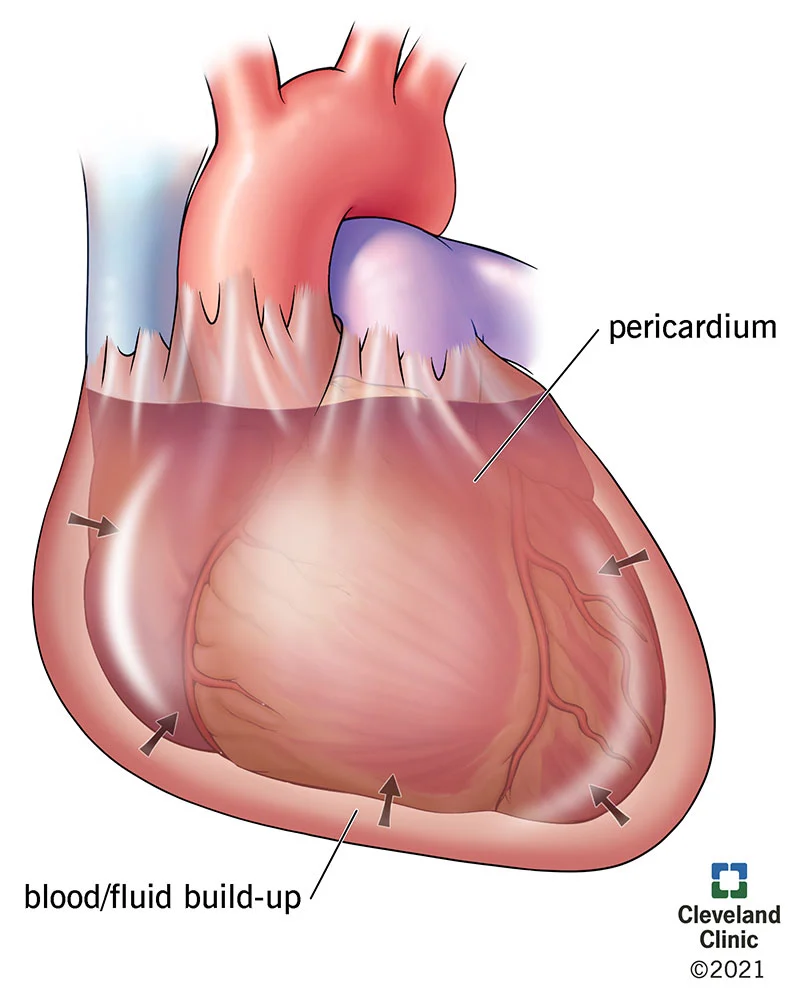 pericardium
blood/fluid build-up
Cleveland
Clinic
©2021